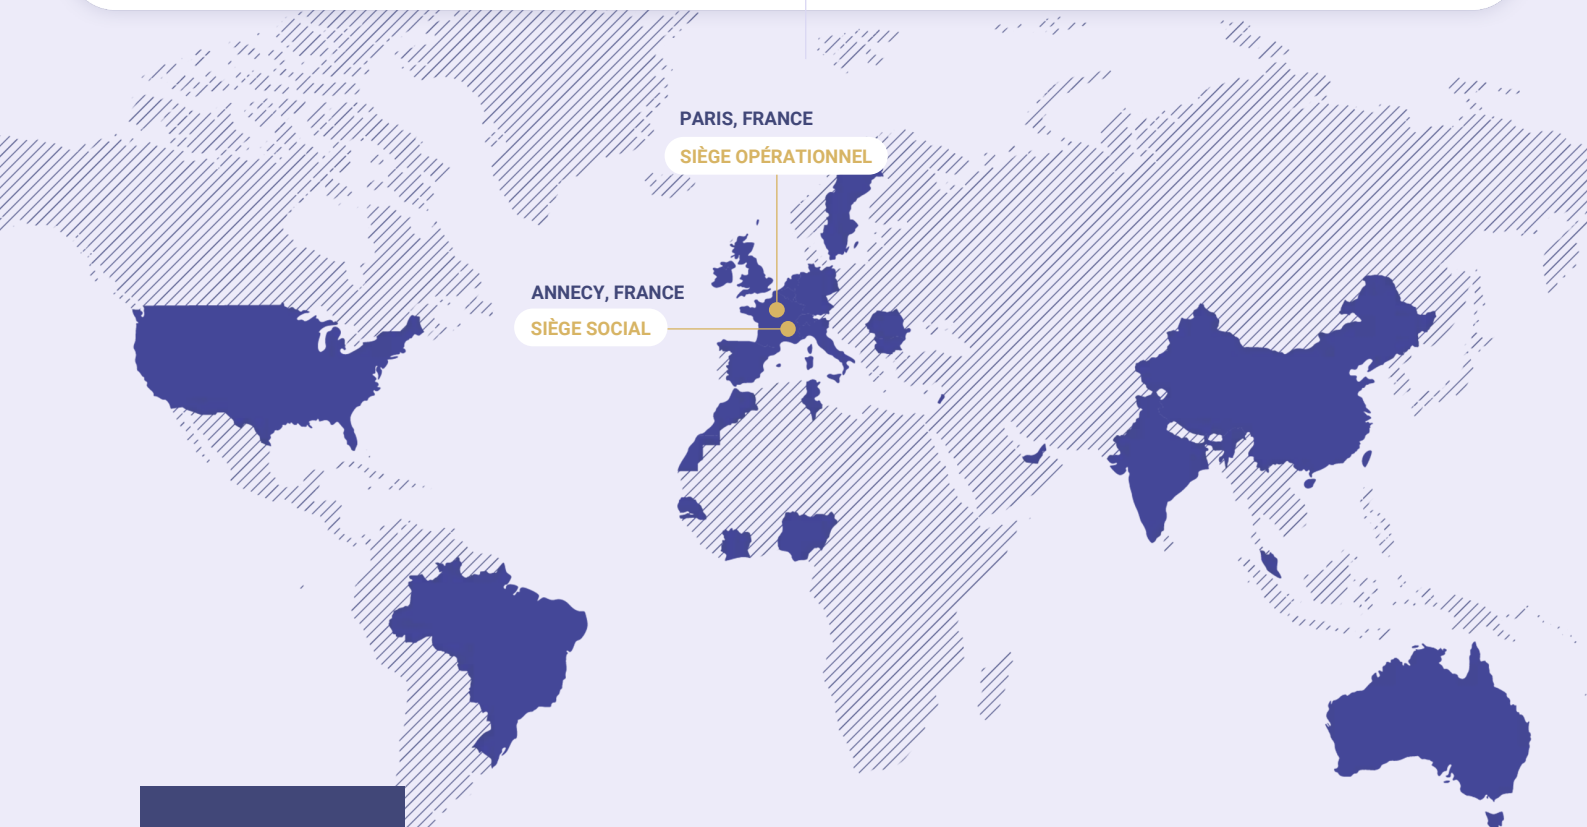 PARIS, FRANCE
SIÈGE OPÉRATIONNEL
ANNECY, FRANCE
SIÈGE SOCIAL